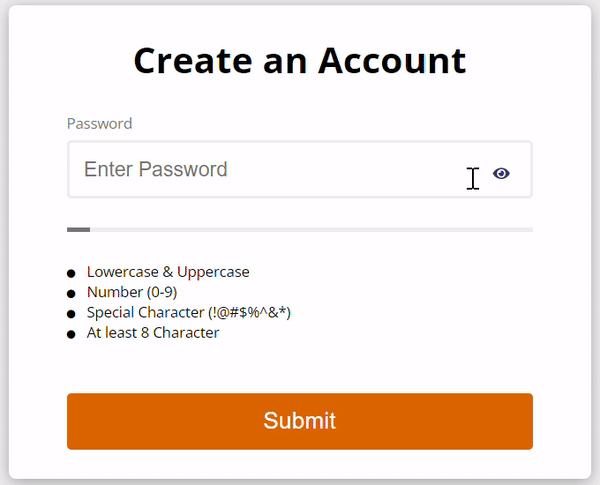 Create an Account
Password
Enter Password
Lowercase & Uppercase
Number (0-9)
Special Character (!@#$%^&*)
At least 8 Character
Submit